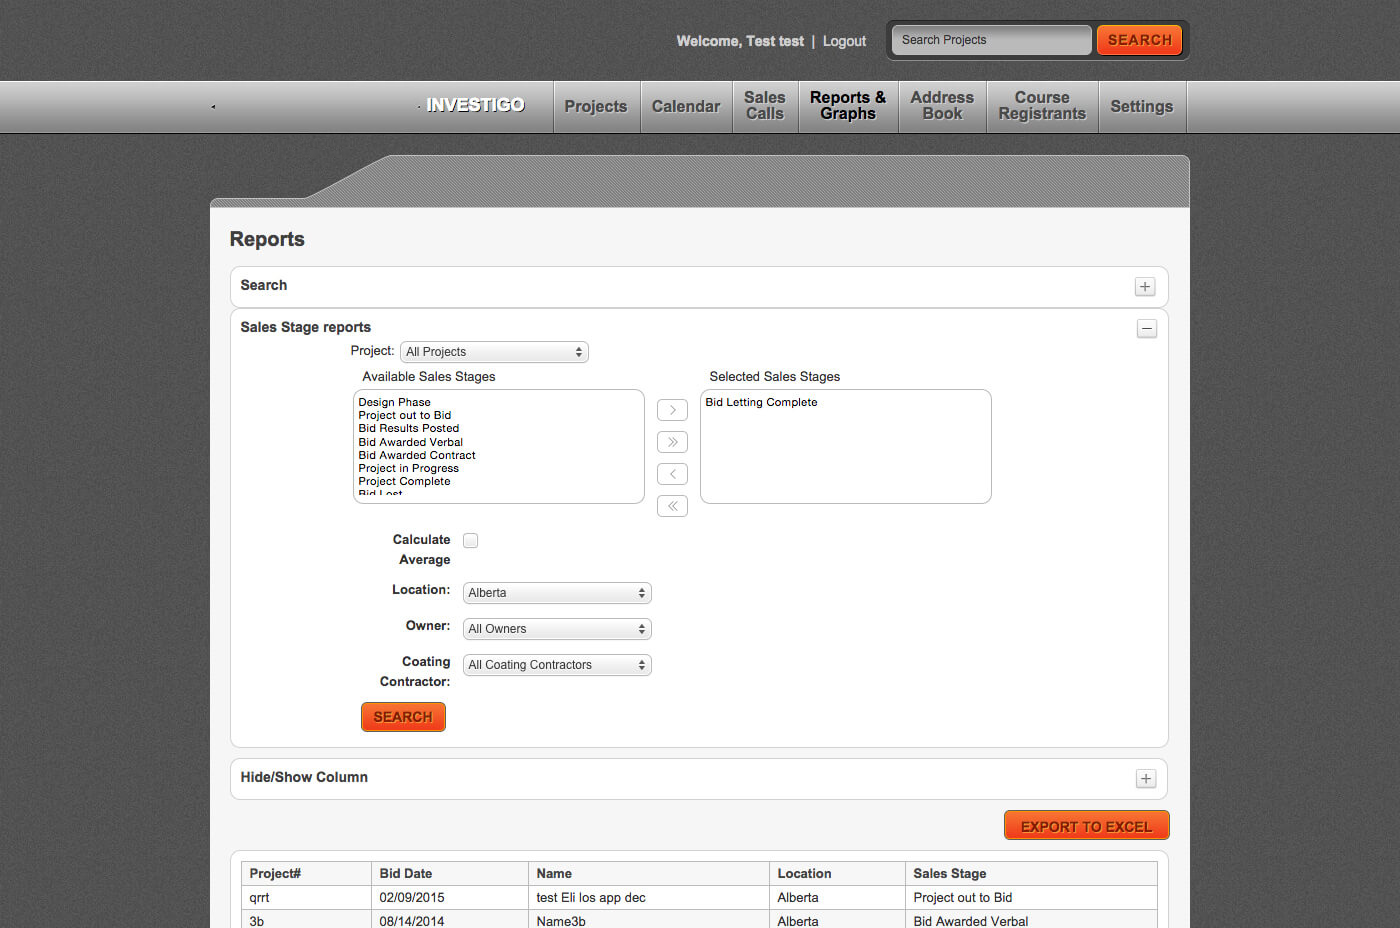 Welcome, Test test | Logout
Search Projects
SEARCH
INVESTIGO
Projects
Calendar
Sales
Calls
Reports &
Graphs
Address
Book
Course
Registrants
Settings
Reports
Search
Sales Stage reports
Project: All Projects
Available Sales Stages
Selected Sales Stages
Design Phase
Project out to Bid
Bid Results Posted
Bid Awarded Verbal
Bid Awarded Contract
Project in Progress
Project Complete
Bid Lost
Bid Letting Complete
Calculate
Average
Location: Alberta
Owner: All Owners
Coating
Contractor:
All Coating Contractors
SEARCH
Hide/Show Column
EXPORT TO EXCEL
Project# Bid Date Name Location Sales Stage
qrrt 02/09/2015 test Eli los app dec Alberta Project out to Bid
3b 08/14/2014 Name3b Alberta Bid Awarded Verbal